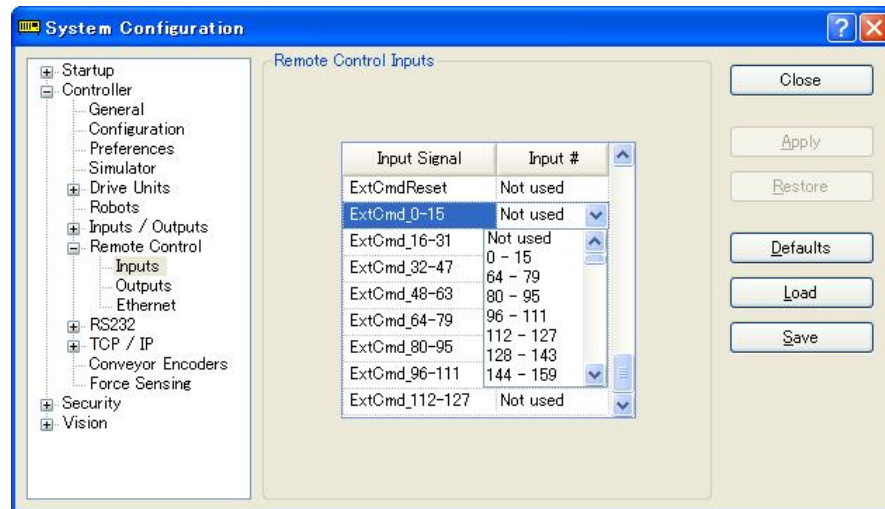 System Configuration
Startup
Controller
General
Configuration
Preferences
Simulator
Drive Units
Robots
Inputs / Outputs
Remote Control
Inputs
Outputs
Ethernet
RS232
TCP / IP
Conveyor Encoders
Force Sensing
Security
Vision
Remote Control Inputs
Input Signal Input #
ExtCmdReset Not used
ExtCmd_0-15 Not used
ExtCmd_16-31
ExtCmd_32-47
ExtCmd_48-63
ExtCmd_64-79
ExtCmd_80-95
ExtCmd_96-111
ExtCmd_112-127 Not used
Not used
0 - 15
64 - 79
80 - 95
96 - 111
112 - 127
128 - 143
144 - 159
Close
Apply
Restore
Defaults
Load
Save